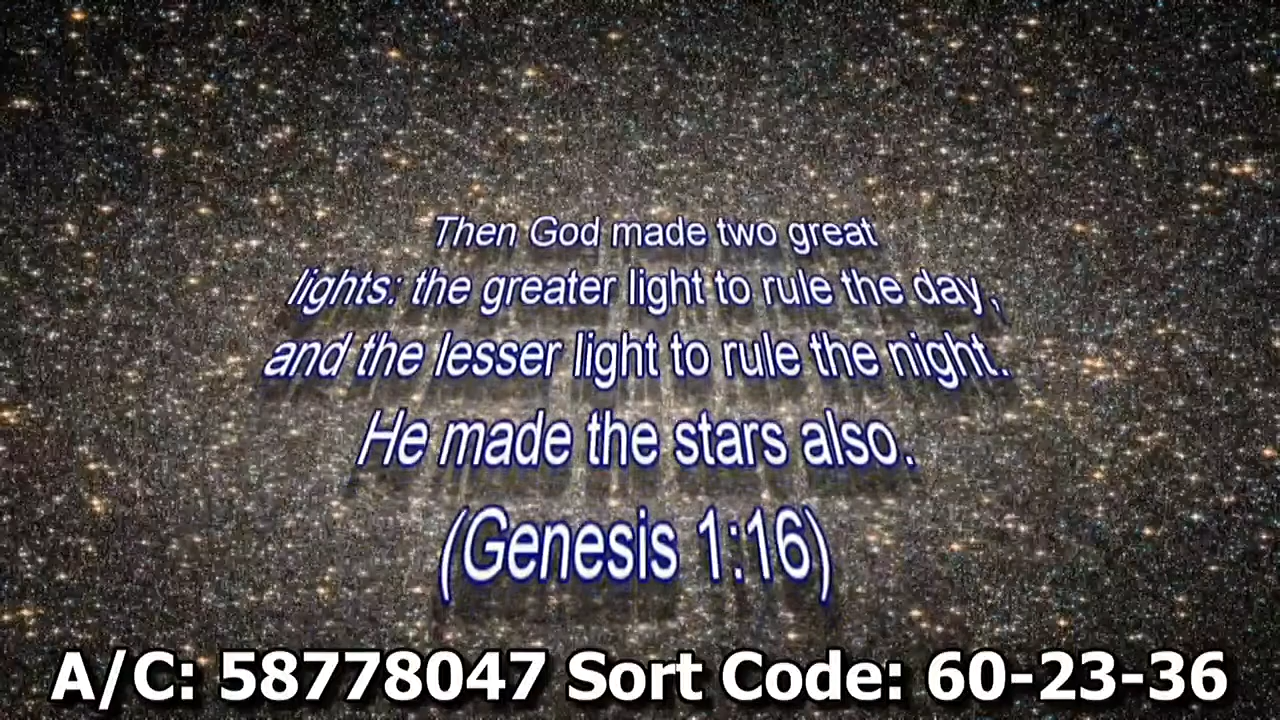 Then God made two great
lights: the greater light to rule the day,
and the lesser light to rule the night.
He made the stars also.
(Genesis 1:16)
A/C: 58778047 Sort Code: 60-23-36